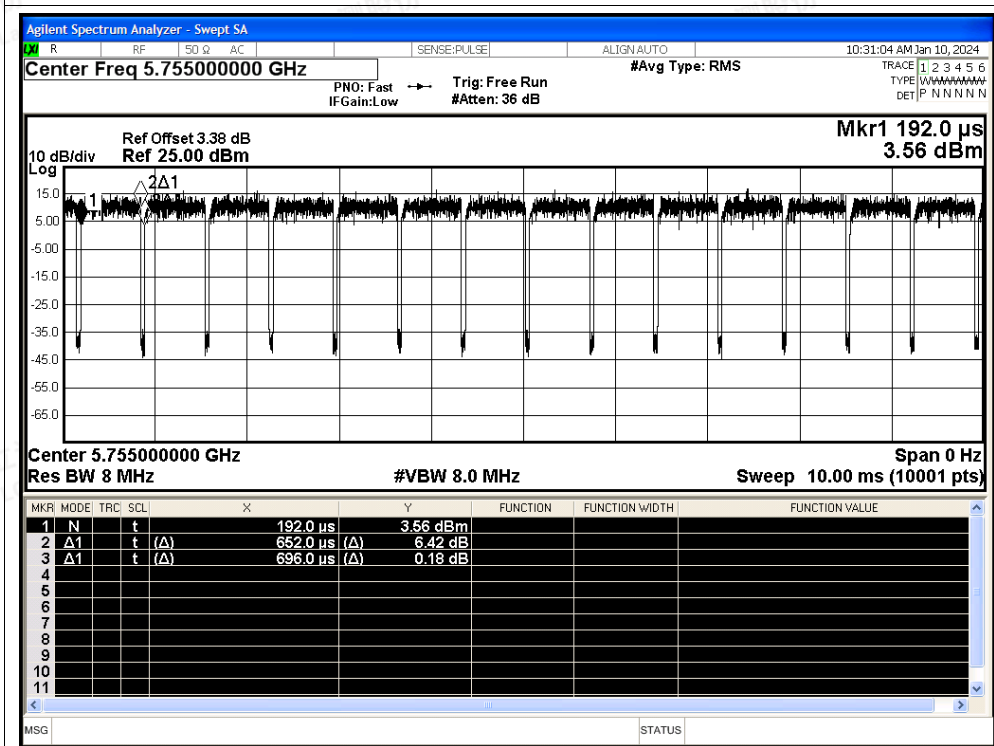 Agilent Spectrum Analyzer - Swept SA
LXI R RF 50 Ω AC SENSE:PULSE ALIGN AUTO 10:31:04 AM Jan 10, 2024
Center Freq 5.755000000 GHz #Avg Type: RMS TRACE 1 2 3 4 5 6
PNO: Fast Trig: Free Run TYPE WWWWWW
IFGain:Low #Atten: 36 dB DET P N N N N N
Mkr1 192.0 µs
Ref Offset 3.38 dB
10 dB/div Ref 25.00 dBm 3.56 dBm
Log
2Δ1
15.0 1
5.00
-5.00
-15.0
-25.0
-35.0
-45.0
-55.0
-65.0
Center 5.755000000 GHz Span 0 Hz
Res BW 8 MHz #VBW 8.0 MHz Sweep 10.00 ms (10001 pts)
MKR MODE TRC SCL X Y FUNCTION FUNCTION WIDTH FUNCTION VALUE
1 N t 192.0 µs 3.56 dBm
2 Δ1 t (Δ) 652.0 µs (Δ) 6.42 dB
3 Δ1 t (Δ) 696.0 µs (Δ) 0.18 dB
4
5
6
7
8
9
10
11
MSG STATUS